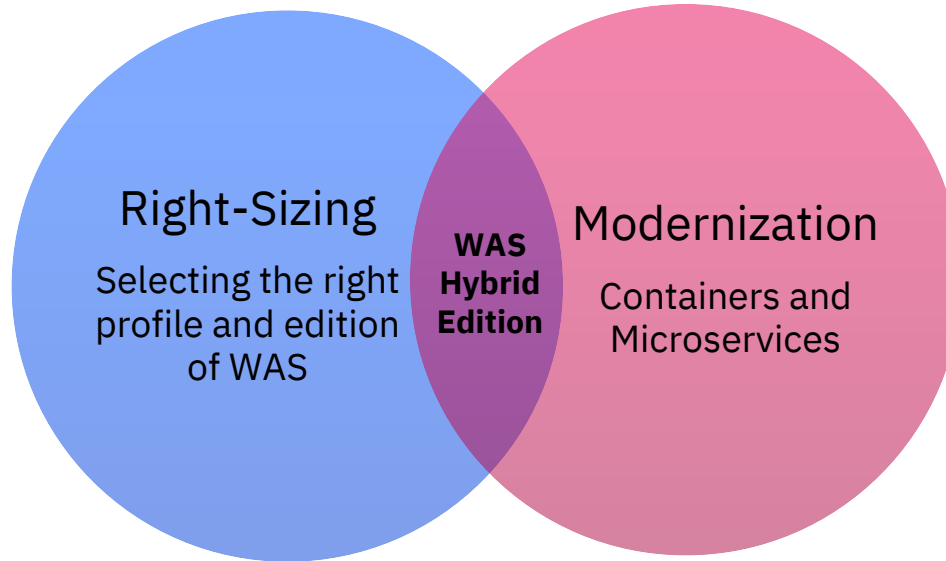 Right-Sizing
Selecting the right
profile and edition
of WAS
WAS
Hybrid
Edition
Modernization
Containers and
Microservices